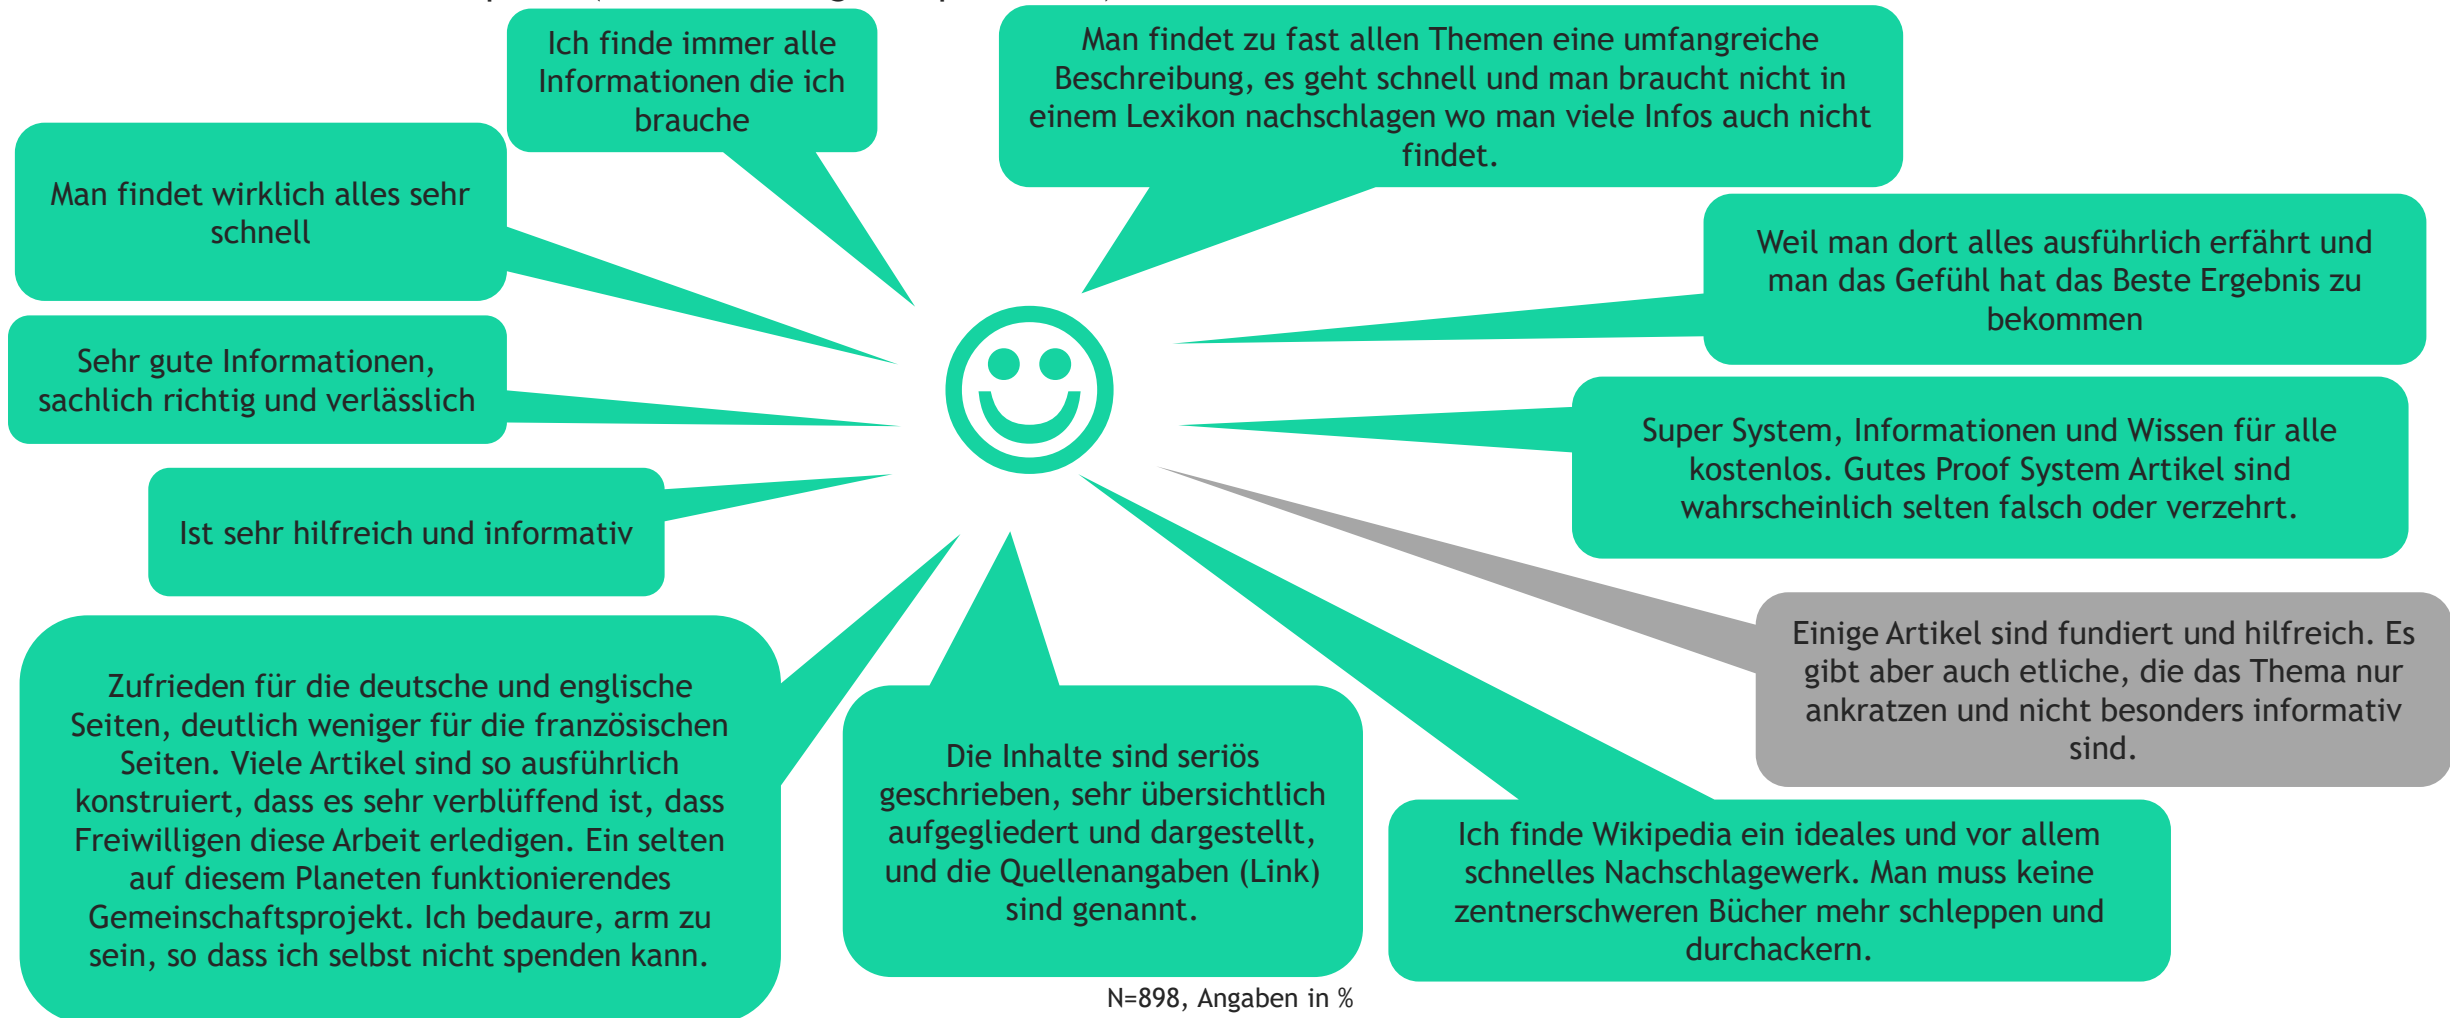 Ich finde immer alle
Informationen die ich
brauche
Man findet zu fast allen Themen eine umfangreiche
Beschreibung, es geht schnell und man braucht nicht in
einem Lexikon nachschlagen wo man viele Infos auch nicht
findet.
Man findet wirklich alles sehr
schnell
Weil man dort alles ausführlich erfährt und
man das Gefühl hat das Beste Ergebnis zu
bekommen
Sehr gute Informationen,
sachlich richtig und verlässlich
Super System, Informationen und Wissen für alle
kostenlos. Gutes Proof System Artikel sind
wahrscheinlich selten falsch oder verzehrt.
Ist sehr hilfreich und informativ
Einige Artikel sind fundiert und hilfreich. Es
gibt aber auch etliche, die das Thema nur
ankratzen und nicht besonders informativ
sind.
Zufrieden für die deutsche und englische
Seiten, deutlich weniger für die französischen
Seiten. Viele Artikel sind so ausführlich
konstruiert, dass es sehr verblüffend ist, dass
Freiwilligen diese Arbeit erledigen. Ein selten
auf diesem Planeten funktionierendes
Gemeinschaftsprojekt. Ich bedaure, arm zu
sein, so dass ich selbst nicht spenden kann.
Die Inhalte sind seriös
geschrieben, sehr übersichtlich
aufgegliedert und dargestellt,
und die Quellenangaben (Link)
sind genannt.
Ich finde Wikipedia ein ideales und vor allem
schnelles Nachschlagewerk. Man muss keine
zentnerschweren Bücher mehr schleppen und
durchackern.
N=898, Angaben in %